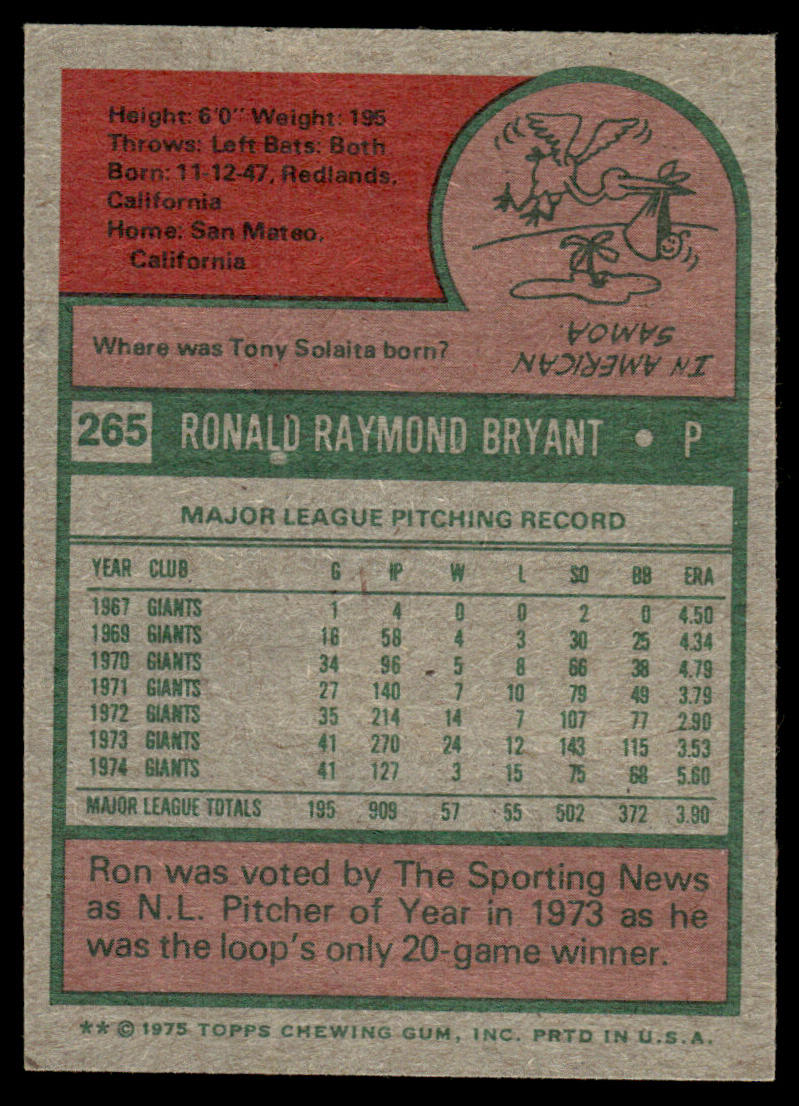 Height: 6'0" Weight: 195
Throws: Left Bats: Both
Born: 11-12-47, Redlands,
California
Home: San Mateo,
California
Where was Tony Solaita born?
IN AMERICAN
SAMOA.
265 RONALD RAYMOND BRYANT • P
MAJOR LEAGUE PITCHING RECORD
YEAR CLUB G IP W L SO BB ERA
1967 GIANTS 1 4 0 0 2 0 4.50
1969 GIANTS 16 58 4 3 30 25 4.34
1970 GIANTS 34 96 5 8 66 38 4.79
1971 GIANTS 27 140 7 10 79 49 3.79
1972 GIANTS 35 214 14 7 107 77 2.90
1973 GIANTS 41 270 24 12 143 115 3.53
1974 GIANTS 41 127 3 15 75 68 5.60
MAJOR LEAGUE TOTALS 195 909 57 55 502 372 3.90
Ron was voted by The Sporting News
as N.L. Pitcher of Year in 1973 as he
was the loop's only 20-game winner.
** © 1975 TOPPS CHEWING GUM, INC. PRTD IN U.S.A.